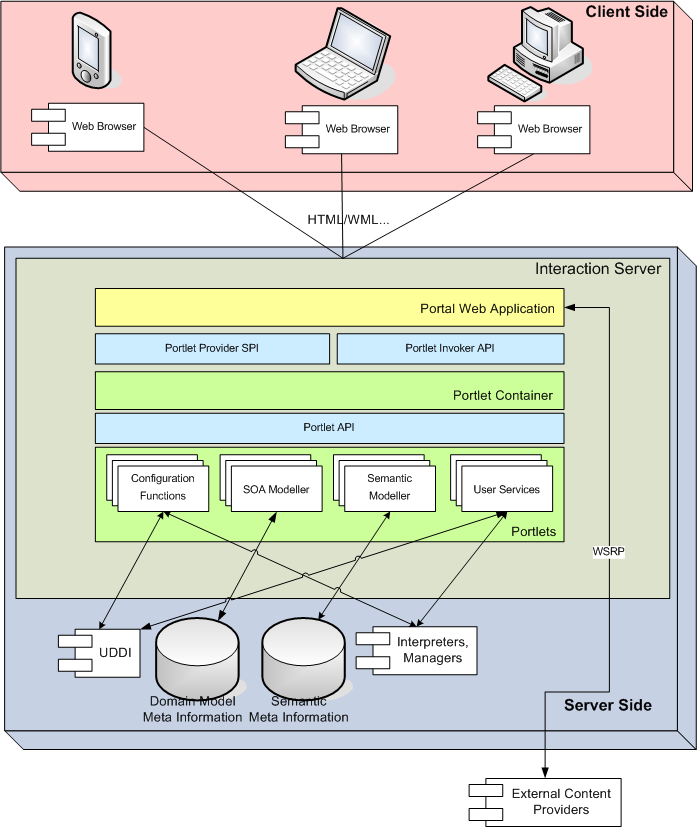 Client Side
Web Browser
Web Browser
Web Browser
HTML/WML...
Interaction Server
Portal Web Application
Portlet Provider SPI
Portlet Invoker API
Portlet Container
Portlet API
Configuration
Functions
SOA Modeller
Semantic
Modeller
User Services
Portlets
WSRP
UDDI
Interpreters,
Managers
Domain Model
Meta Information
Semantic
Meta Information
Server Side
External Content
Providers